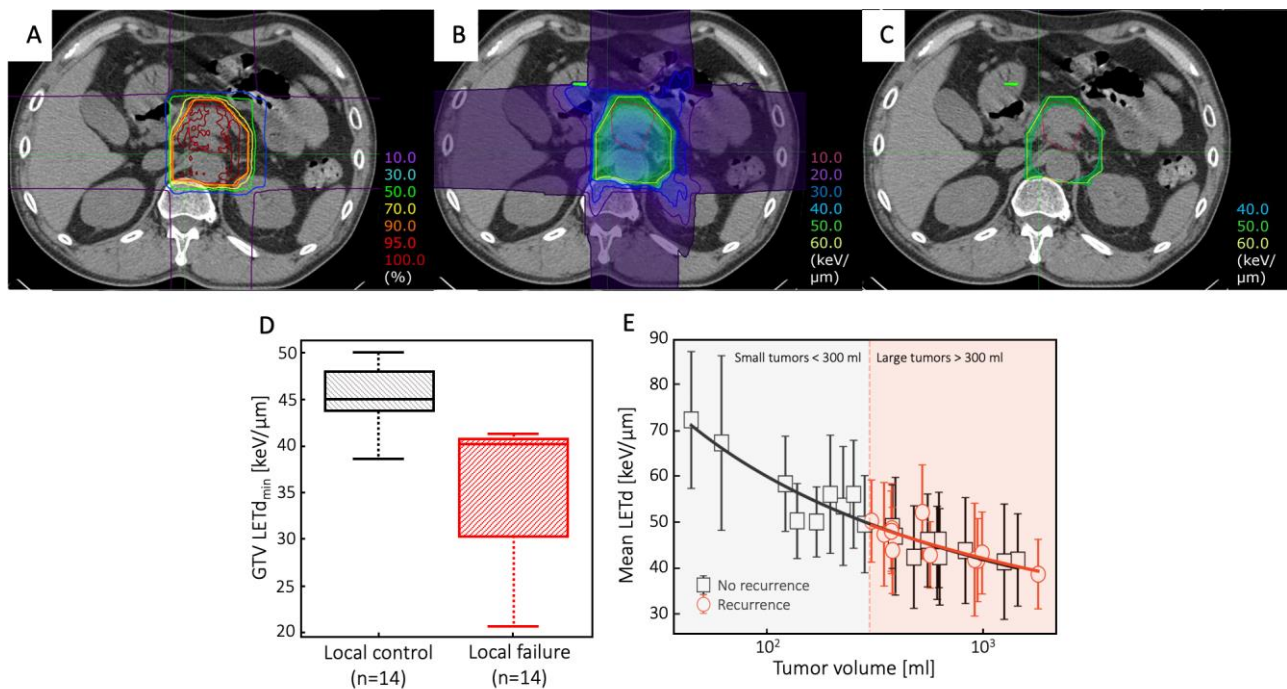 A
10.0
30.0
50.0
70.0
90.0
95.0
100.0
(%)
B
10.0
20.0
30.0
40.0
50.0
60.0
(keV/
μm)
C
40.0
50.0
60.0
(keV/
μm)
D
GTV LETd_min [keV/μm]
50
45
40
35
30
25
20
Local control
(n=14)
Local failure
(n=14)
E
Mean LETd [keV/μm]
90
80
70
60
50
40
30
Small tumors < 300 ml
Large tumors > 300 ml
No recurrence
Recurrence
10²
10³
Tumor volume [ml]